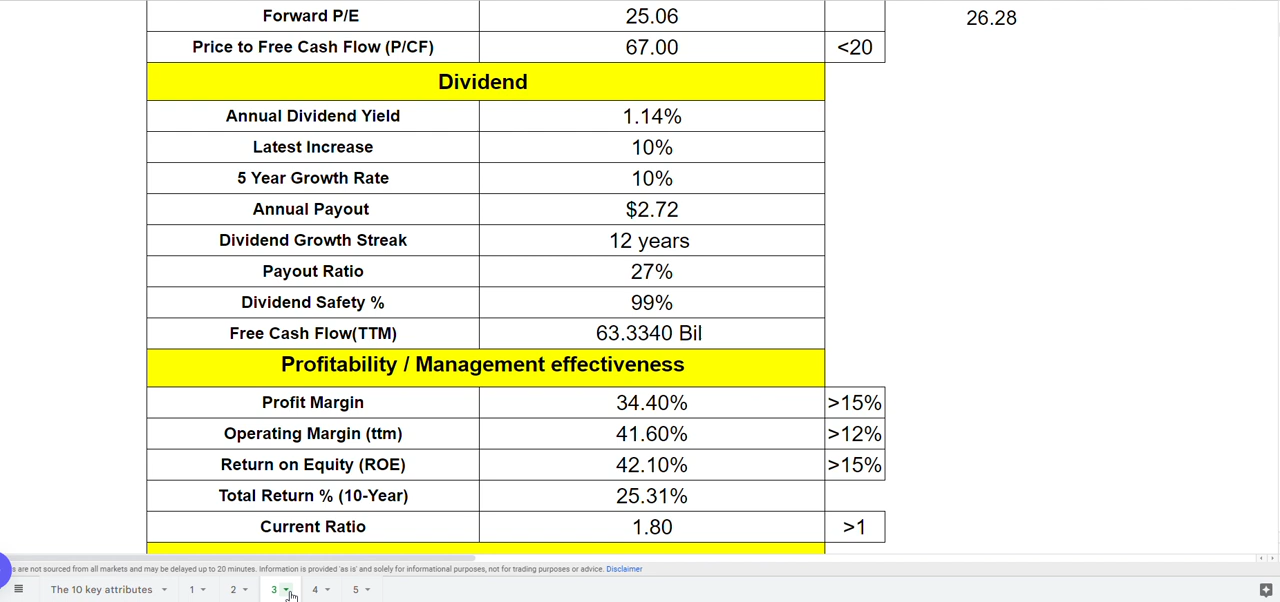 Forward P/E 25.06 26.28
Price to Free Cash Flow (P/CF) 67.00 <20
Dividend
Annual Dividend Yield 1.14%
Latest Increase 10%
5 Year Growth Rate 10%
Annual Payout $2.72
Dividend Growth Streak 12 years
Payout Ratio 27%
Dividend Safety % 99%
Free Cash Flow(TTM) 63.3340 Bil
Profitability / Management effectiveness
Profit Margin 34.40% >15%
Operating Margin (ttm) 41.60% >12%
Return on Equity (ROE) 42.10% >15%
Total Return % (10-Year) 25.31%
Current Ratio 1.80 >1
s are not sourced from all markets and may be delayed up to 20 minutes. Information is provided 'as is' and solely for informational purposes, not for trading purposes or advice. Disclaimer
The 10 key attributes 1 2 3 4 5